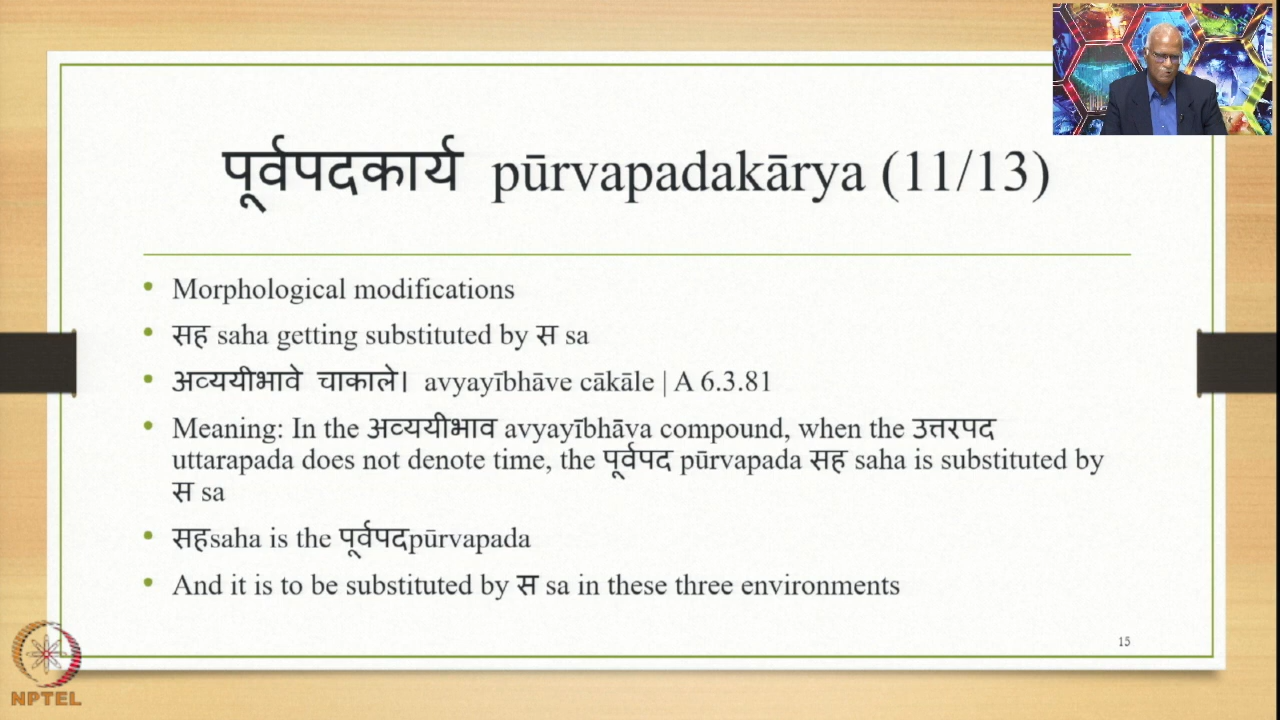 पूर्वपदकार्य pūrvapadakārya (11/13)
• Morphological modifications
• सह saha getting substituted by स sa
• अव्ययीभावे चाकाले। avyayībhāve cākāle | A 6.3.81
• Meaning: In the अव्ययीभाव avyayībhāva compound, when the उत्तरपद
uttarapada does not denote time, the पूर्वपद pūrvapada सह saha is substituted by
स sa
• सहsaha is the पूर्वपदpūrvapada
• And it is to be substituted by स sa in these three environments
15
NPTEL